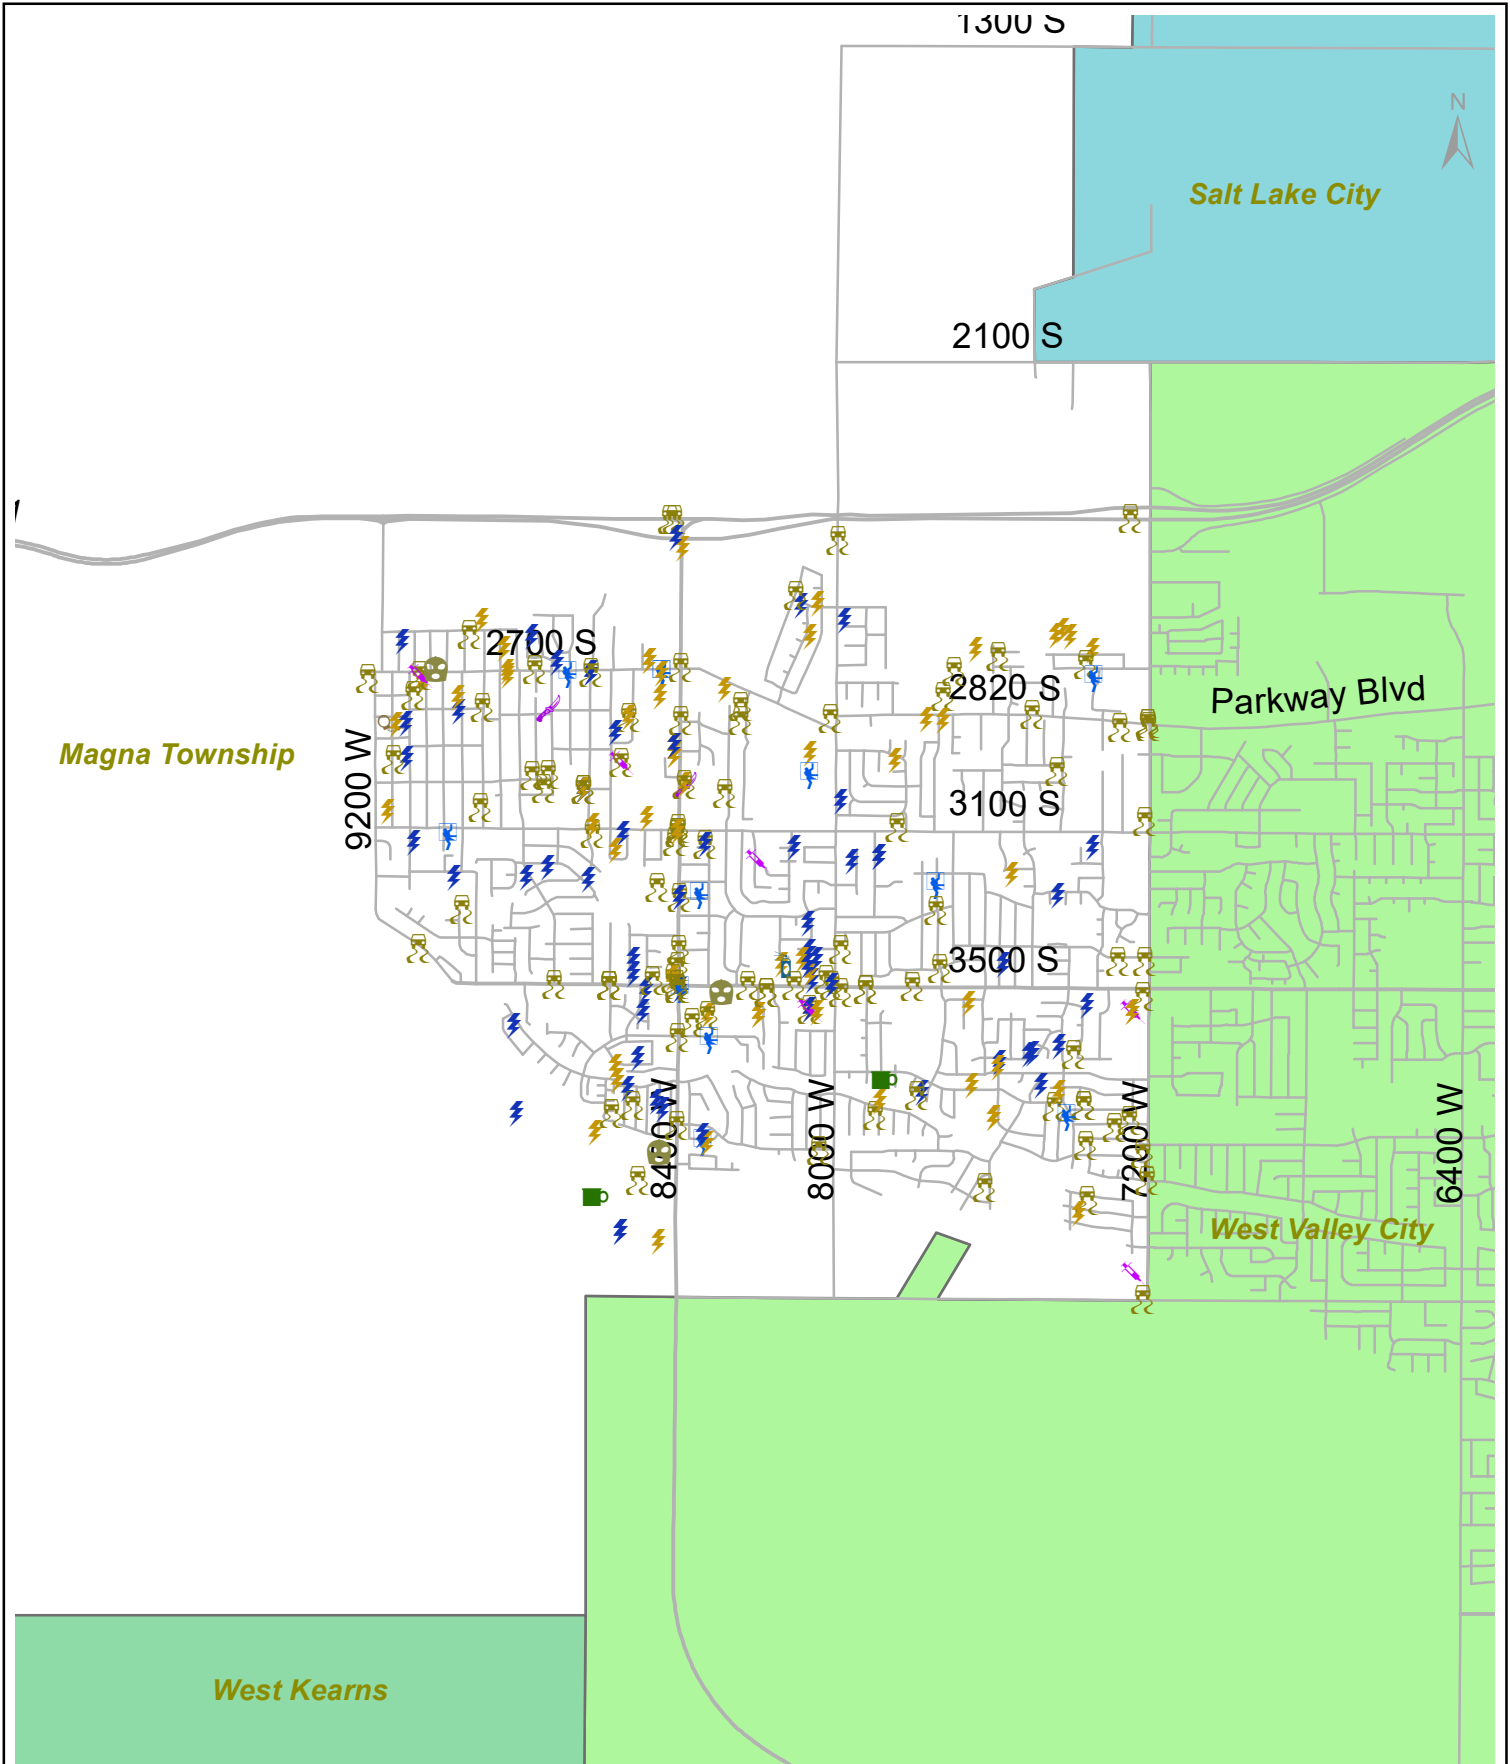 1300 S
N
Salt Lake City
2100 S
2700 S
2820 S
Parkway Blvd
Magna Township
9200 W
3100 S
3500 S
8400 W
8000 W
7200 W
6400 W
West Valley City
West Kearns